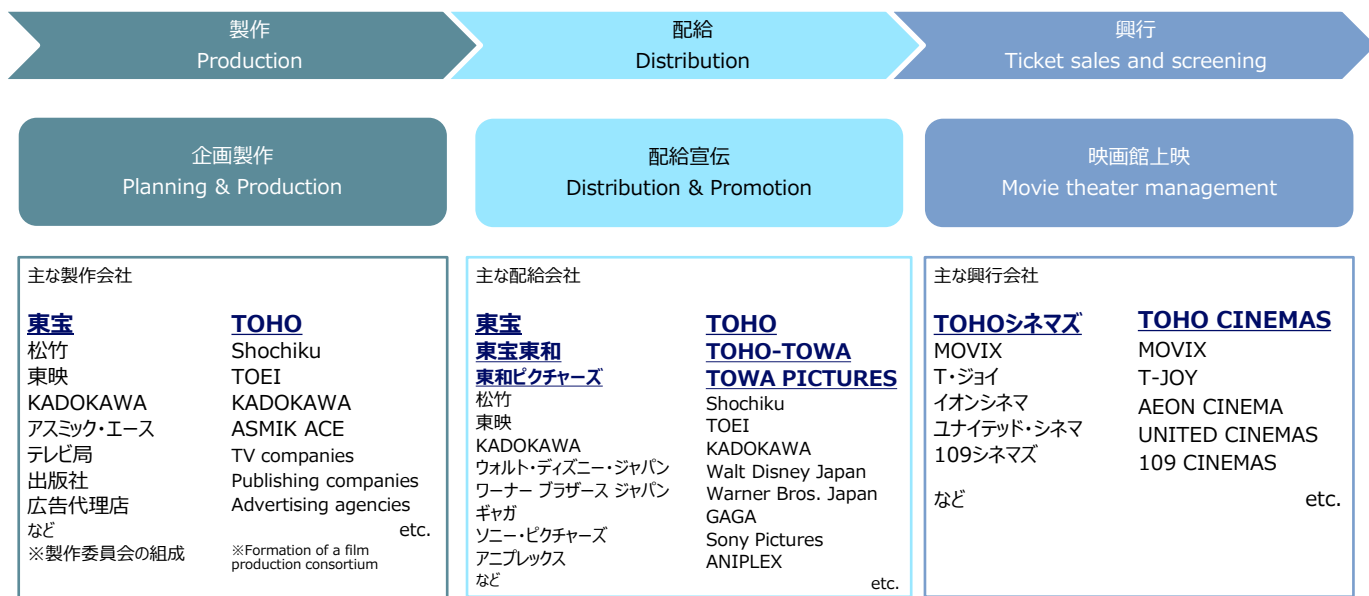 製作
Production
配給
Distribution
興行
Ticket sales and screening
企画製作
Planning & Production
配給宣伝
Distribution & Promotion
映画館上映
Movie theater management
主な製作会社
東宝 TOHO
松竹 Shochiku
東映 TOEI
KADOKAWA KADOKAWA
アスミック・エース ASMIK ACE
テレビ局 TV companies
出版社 Publishing companies
広告代理店 Advertising agencies
など etc.
※製作委員会の組成 ※Formation of a film
production consortium
主な配給会社
東宝 TOHO
東宝東和 TOHO-TOWA
東和ピクチャーズ TOWA PICTURES
松竹 Shochiku
東映 TOEI
KADOKAWA KADOKAWA
ウォルト・ディズニー・ジャパン Walt Disney Japan
ワーナー ブラザース ジャパン Warner Bros. Japan
ギャガ GAGA
ソニー・ピクチャーズ Sony Pictures
アニプレックス ANIPLEX
など etc.
主な興行会社
TOHOシネマズ TOHO CINEMAS
MOVIX MOVIX
T・ジョイ T-JOY
イオンシネマ AEON CINEMA
ユナイテッド・シネマ UNITED CINEMAS
109シネマズ 109 CINEMAS
など etc.